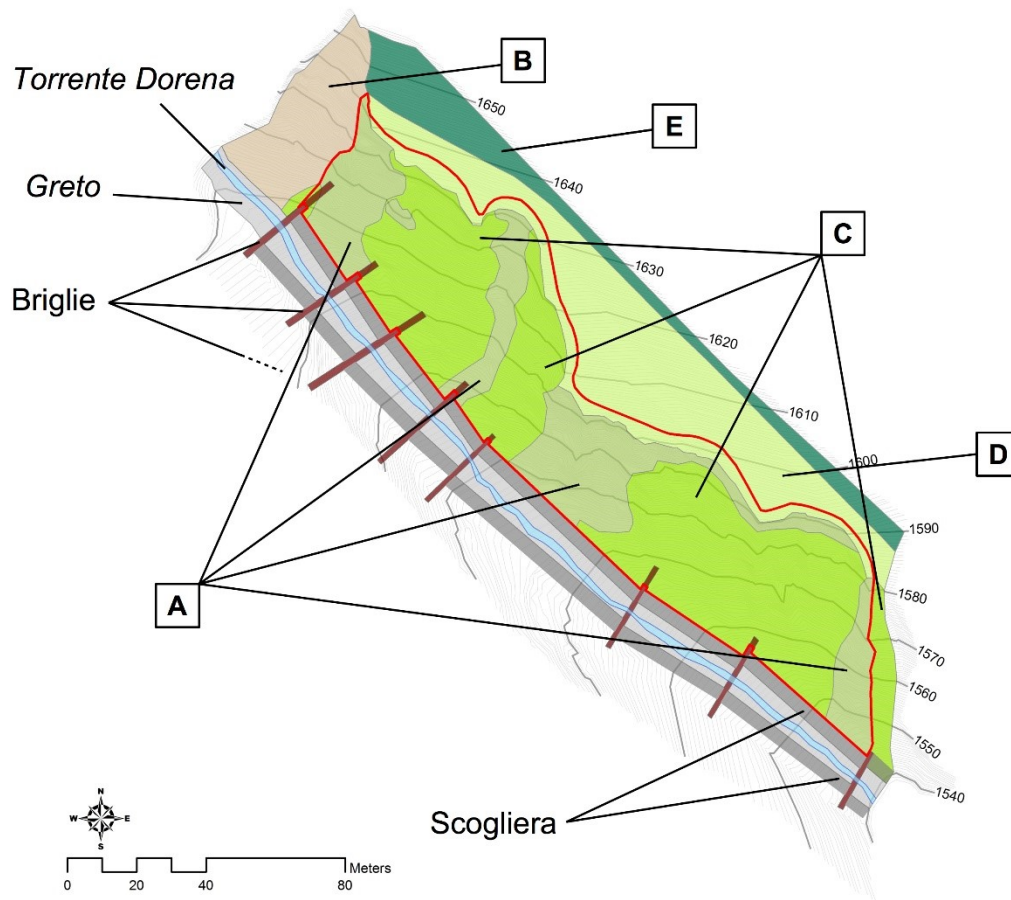 B
Torrente Dorena
1650
E
Greto
1640
C
1630
Briglie
1620
1610
1600
D
1590
1580
A
1570
1560
1550
1540
Scogliera
N
W E
S
Meters
0 20 40 80